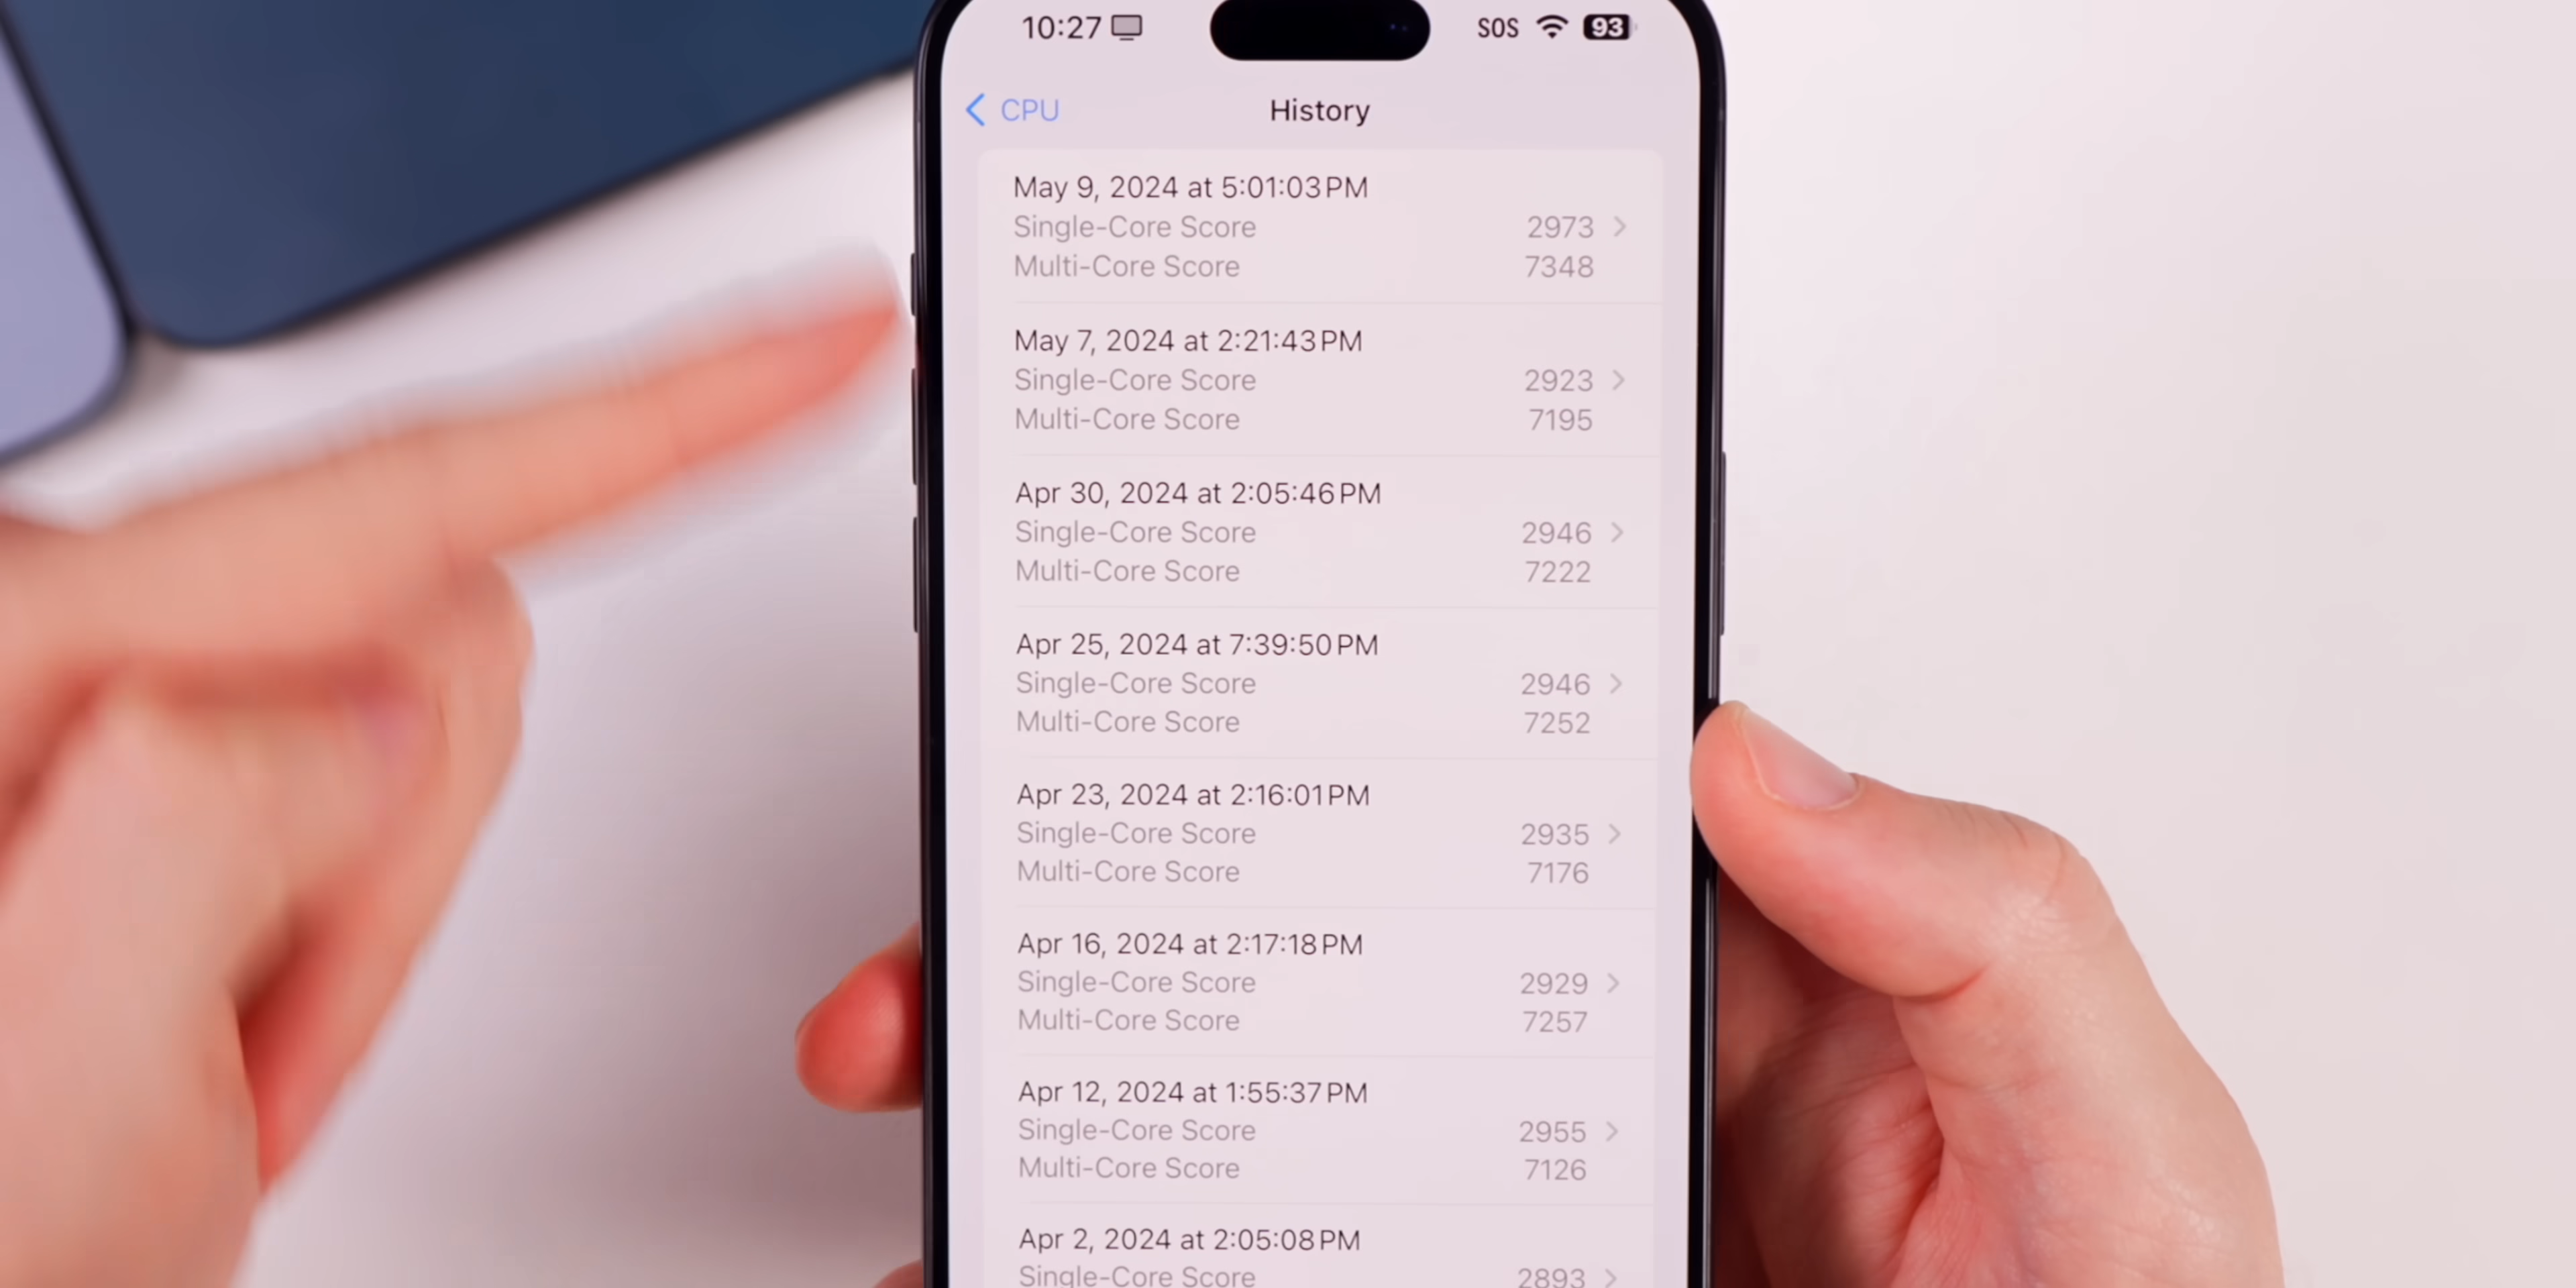 10:27 SOS 93
CPU History
May 9, 2024 at 5:01:03 PM
Single-Core Score 2973
Multi-Core Score 7348
May 7, 2024 at 2:21:43 PM
Single-Core Score 2923
Multi-Core Score 7195
Apr 30, 2024 at 2:05:46 PM
Single-Core Score 2946
Multi-Core Score 7222
Apr 25, 2024 at 7:39:50 PM
Single-Core Score 2946
Multi-Core Score 7252
Apr 23, 2024 at 2:16:01 PM
Single-Core Score 2935
Multi-Core Score 7176
Apr 16, 2024 at 2:17:18 PM
Single-Core Score 2929
Multi-Core Score 7257
Apr 12, 2024 at 1:55:37 PM
Single-Core Score 2955
Multi-Core Score 7126
Apr 2, 2024 at 2:05:08 PM
Single-Core Score 2893